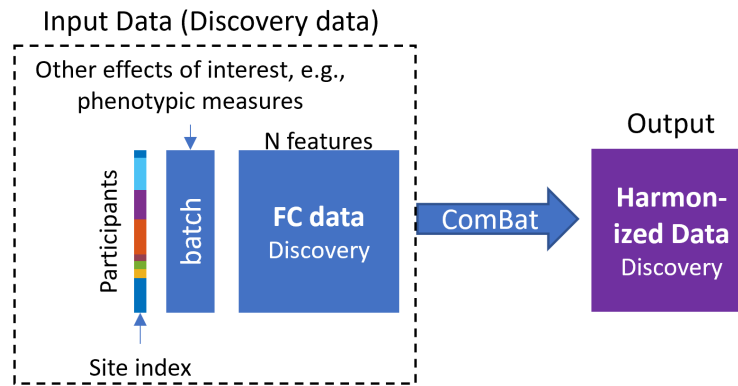 Input Data (Discovery data)
Other effects of interest, e.g.,
phenotypic measures
N features
Participants
batch
FC data
Discovery
Site index
ComBat
Output
Harmon-
ized Data
Discovery